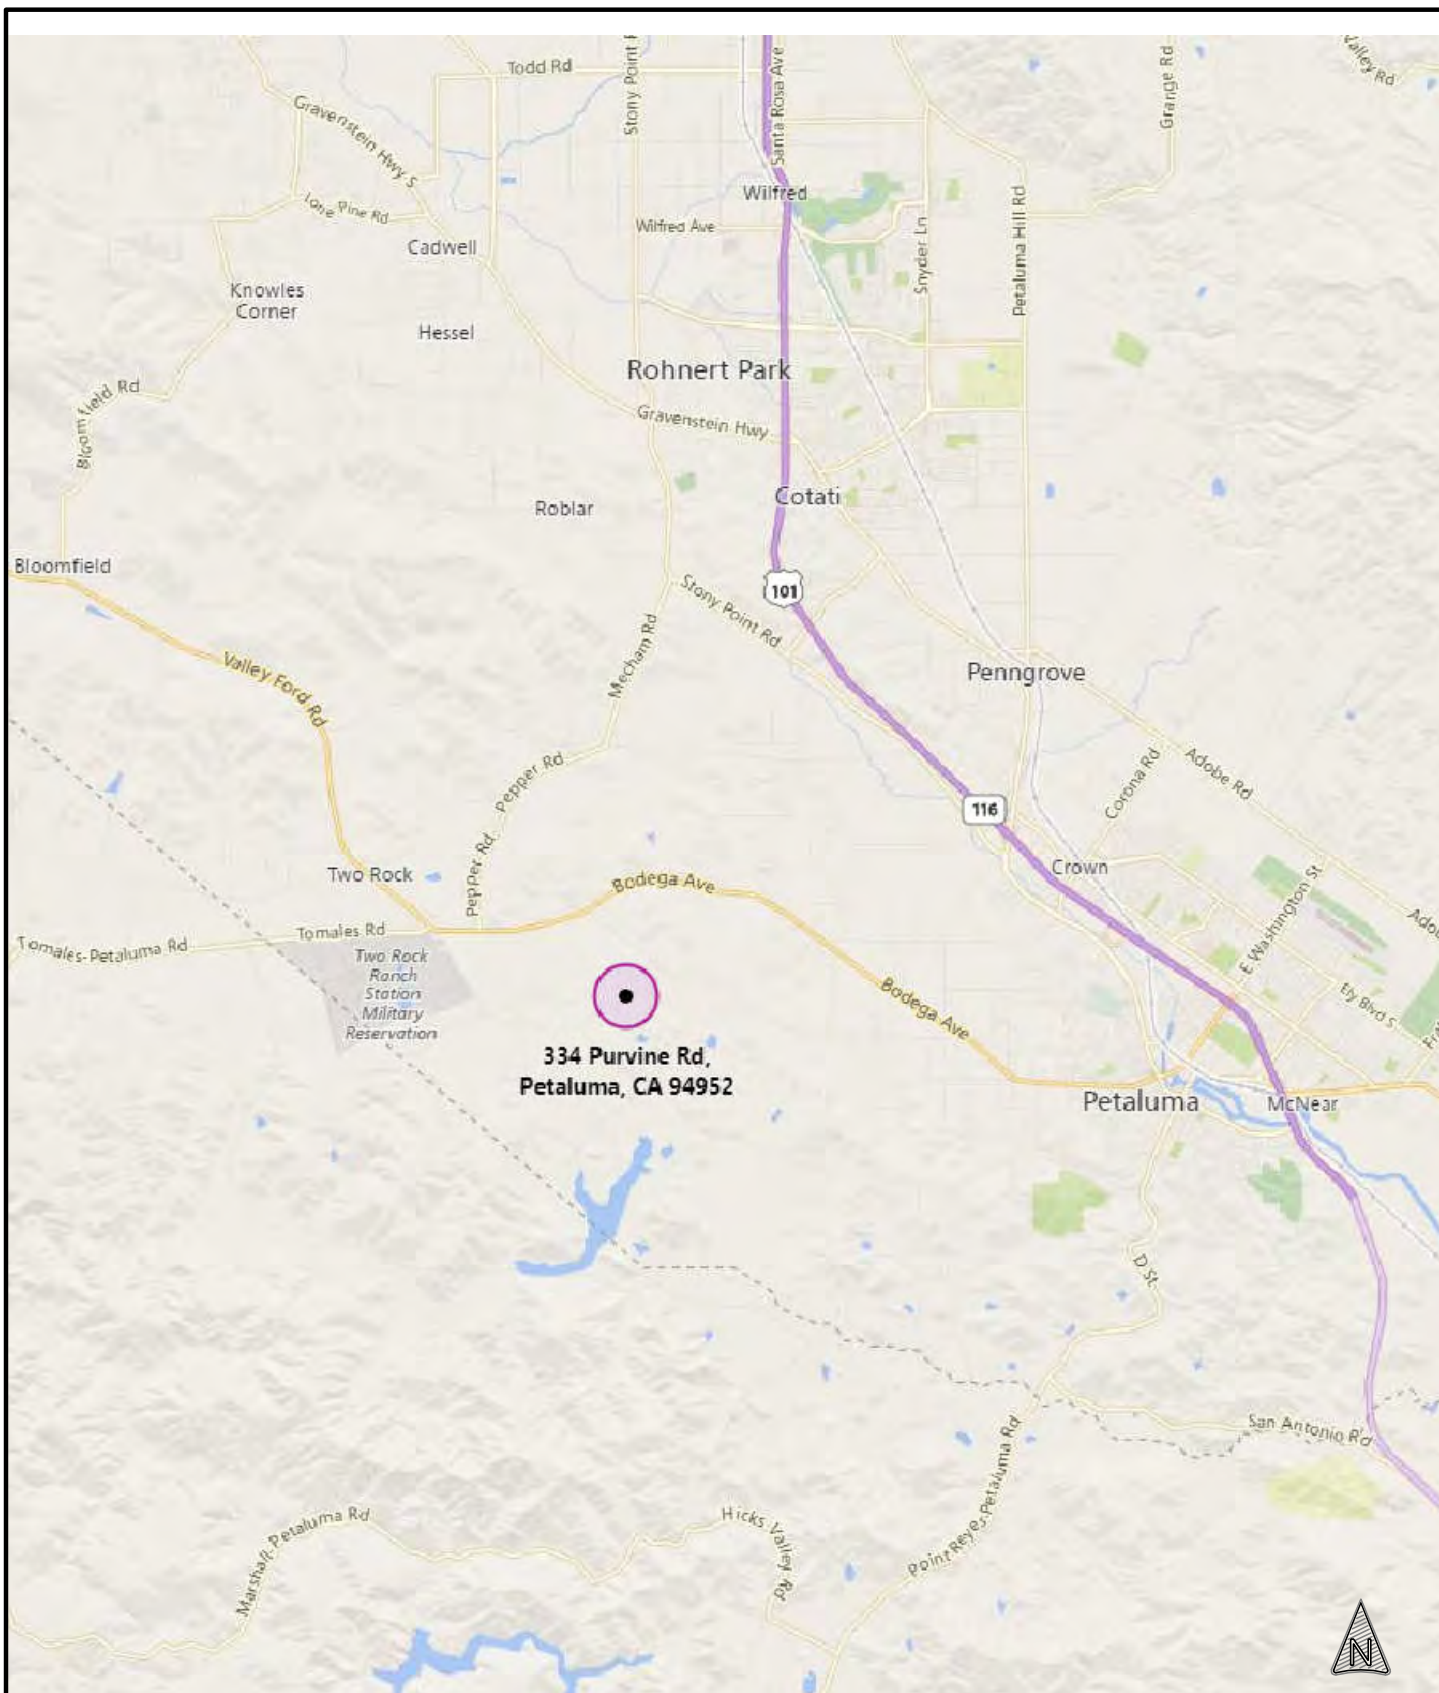 Todd Rd
Stony Point R
Santa Rosa Ave
Grange Rd
Valley Rd
Gravenstein Hwy S
Lone Pine Rd
Wilfred
Wilfred Ave
Snyder Ln
Petaluma Hill Rd
Cadwell
Knowles
Corner
Hessel
Rohnert Park
Bloomfield Rd
Gravenstein Hwy
Cotati
Roblar
Bloomfield
101
Stony Point Rd
Mecham Rd
Valley Ford Rd
Penngrove
Pepper Rd
Corona Rd
Adobe Rd
116
Two Rock
Pepper Rd
Bodega Ave
Crown
E Washington St
Adob
Tomales-Petaluma Rd
Tomales Rd
Two Rock
Ranch
Station
Military
Reservation
Bodega Ave
Ely Blvd S
334 Purvine Rd,
Petaluma, CA 94952
Petaluma
McNear
D St
San Antonio Rd
Point Reyes-Petaluma Rd
Marshall-Petaluma Rd
Hicks Valley Rd
N